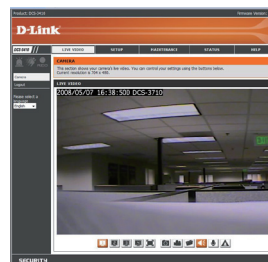 Product: DCS-3410
Firmware Version:
D-Link
DCS-3410
LIVE VIDEO
SETUP
MAINTENANCE
STATUS
HELP
CAMERA
This section shows your camera's live video. You can control your settings using the buttons below.
Current resolution is 704 x 480.
Camera
Logout
LIVE VIDEO
Please select a
language
English
2008/05/07 16:38:500 DCS-3710
SECURITY